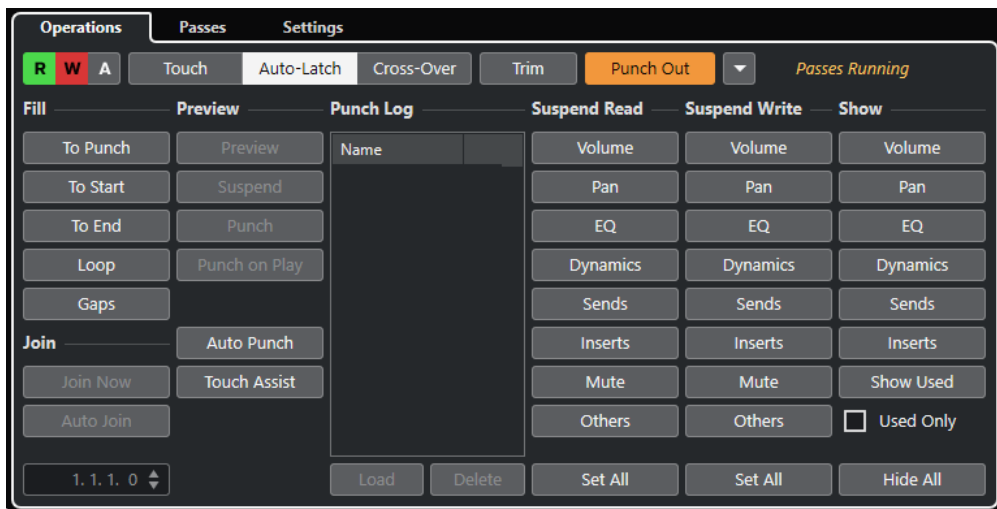 Operations Passes Settings
R W A Touch Auto-Latch Cross-Over Trim Punch Out Passes Running
Fill Preview Punch Log Suspend Read Suspend Write Show
To Punch Preview Name Volume Volume Volume
To Start Suspend Pan Pan Pan
To End Punch EQ EQ EQ
Loop Punch on Play Dynamics Dynamics Dynamics
Gaps Sends Sends Sends
Join Auto Punch Inserts Inserts Inserts
Join Now Touch Assist Mute Mute Show Used
Auto Join Others Others Used Only
1. 1. 1. 0 Load Delete Set All Set All Hide All